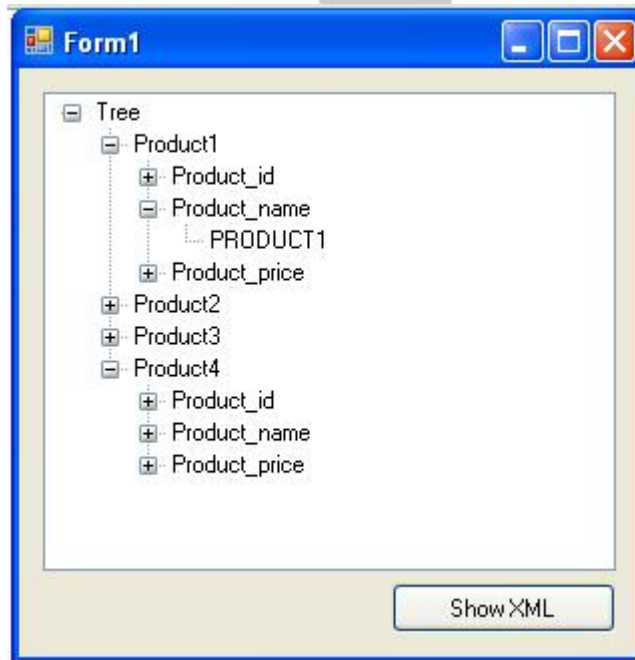 Form1
Tree
Product1
Product_id
Product_name
PRODUCT1
Product_price
Product2
Product3
Product4
Product_id
Product_name
Product_price
Show XML